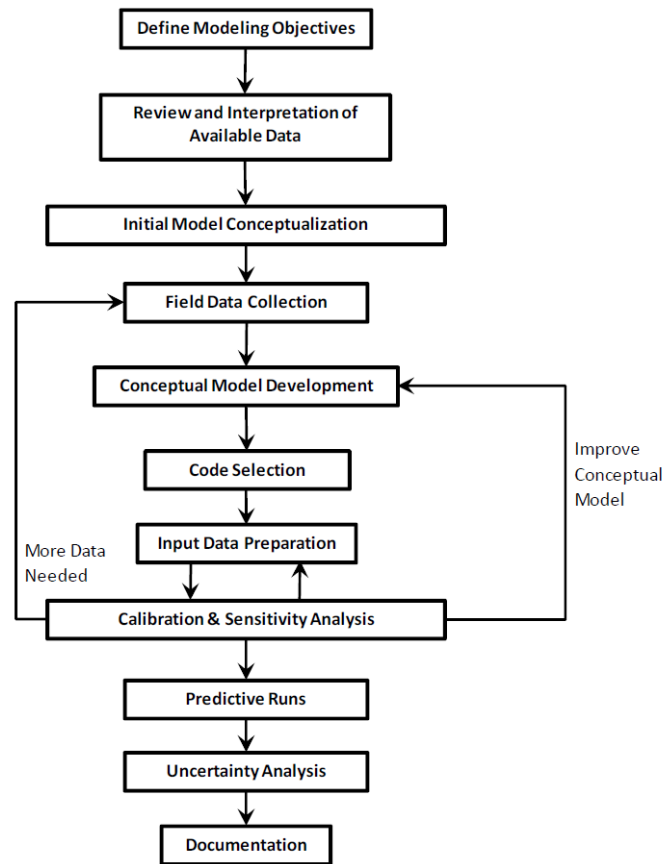 Define Modeling Objectives
Review and Interpretation of
Available Data
Initial Model Conceptualization
Field Data Collection
Conceptual Model Development
Code Selection
Improve
Conceptual
Model
Input Data Preparation
More Data
Needed
Calibration & Sensitivity Analysis
Predictive Runs
Uncertainty Analysis
Documentation